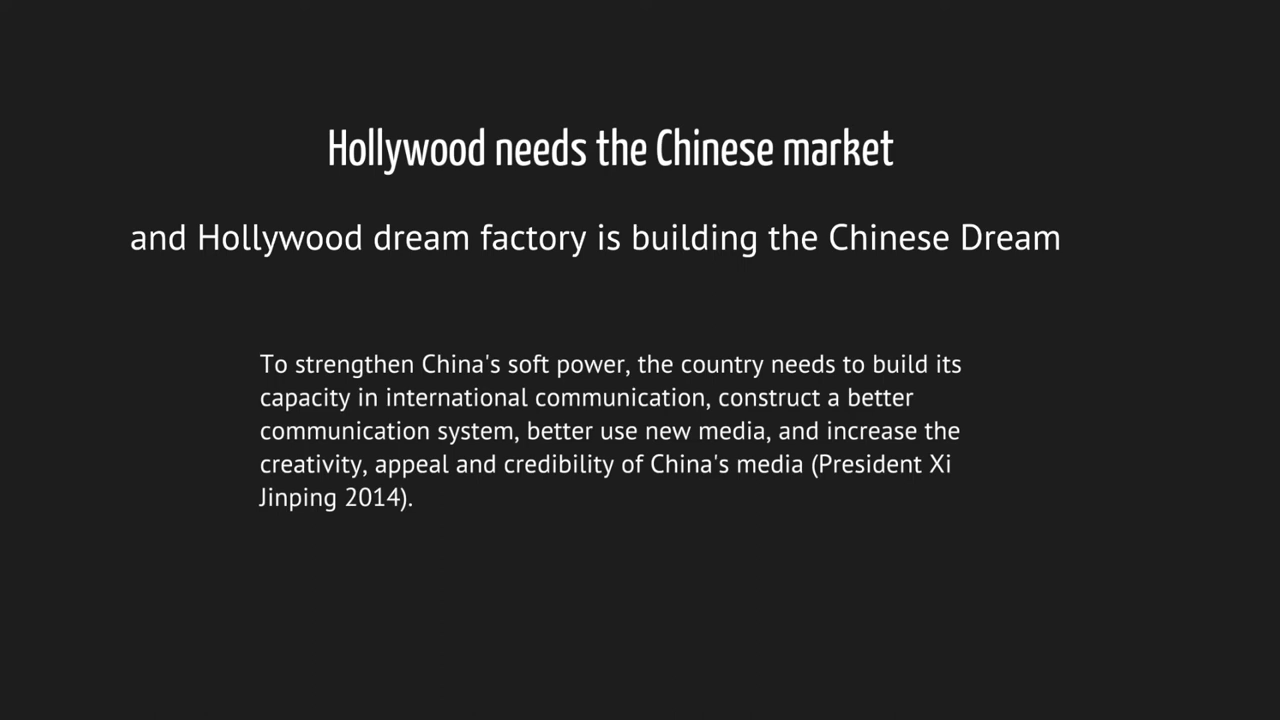 Hollywood needs the Chinese market
and Hollywood dream factory is building the Chinese Dream
To strengthen China's soft power, the country needs to build its
capacity in international communication, construct a better
communication system, better use new media, and increase the
creativity, appeal and credibility of China's media (President Xi
Jinping 2014).